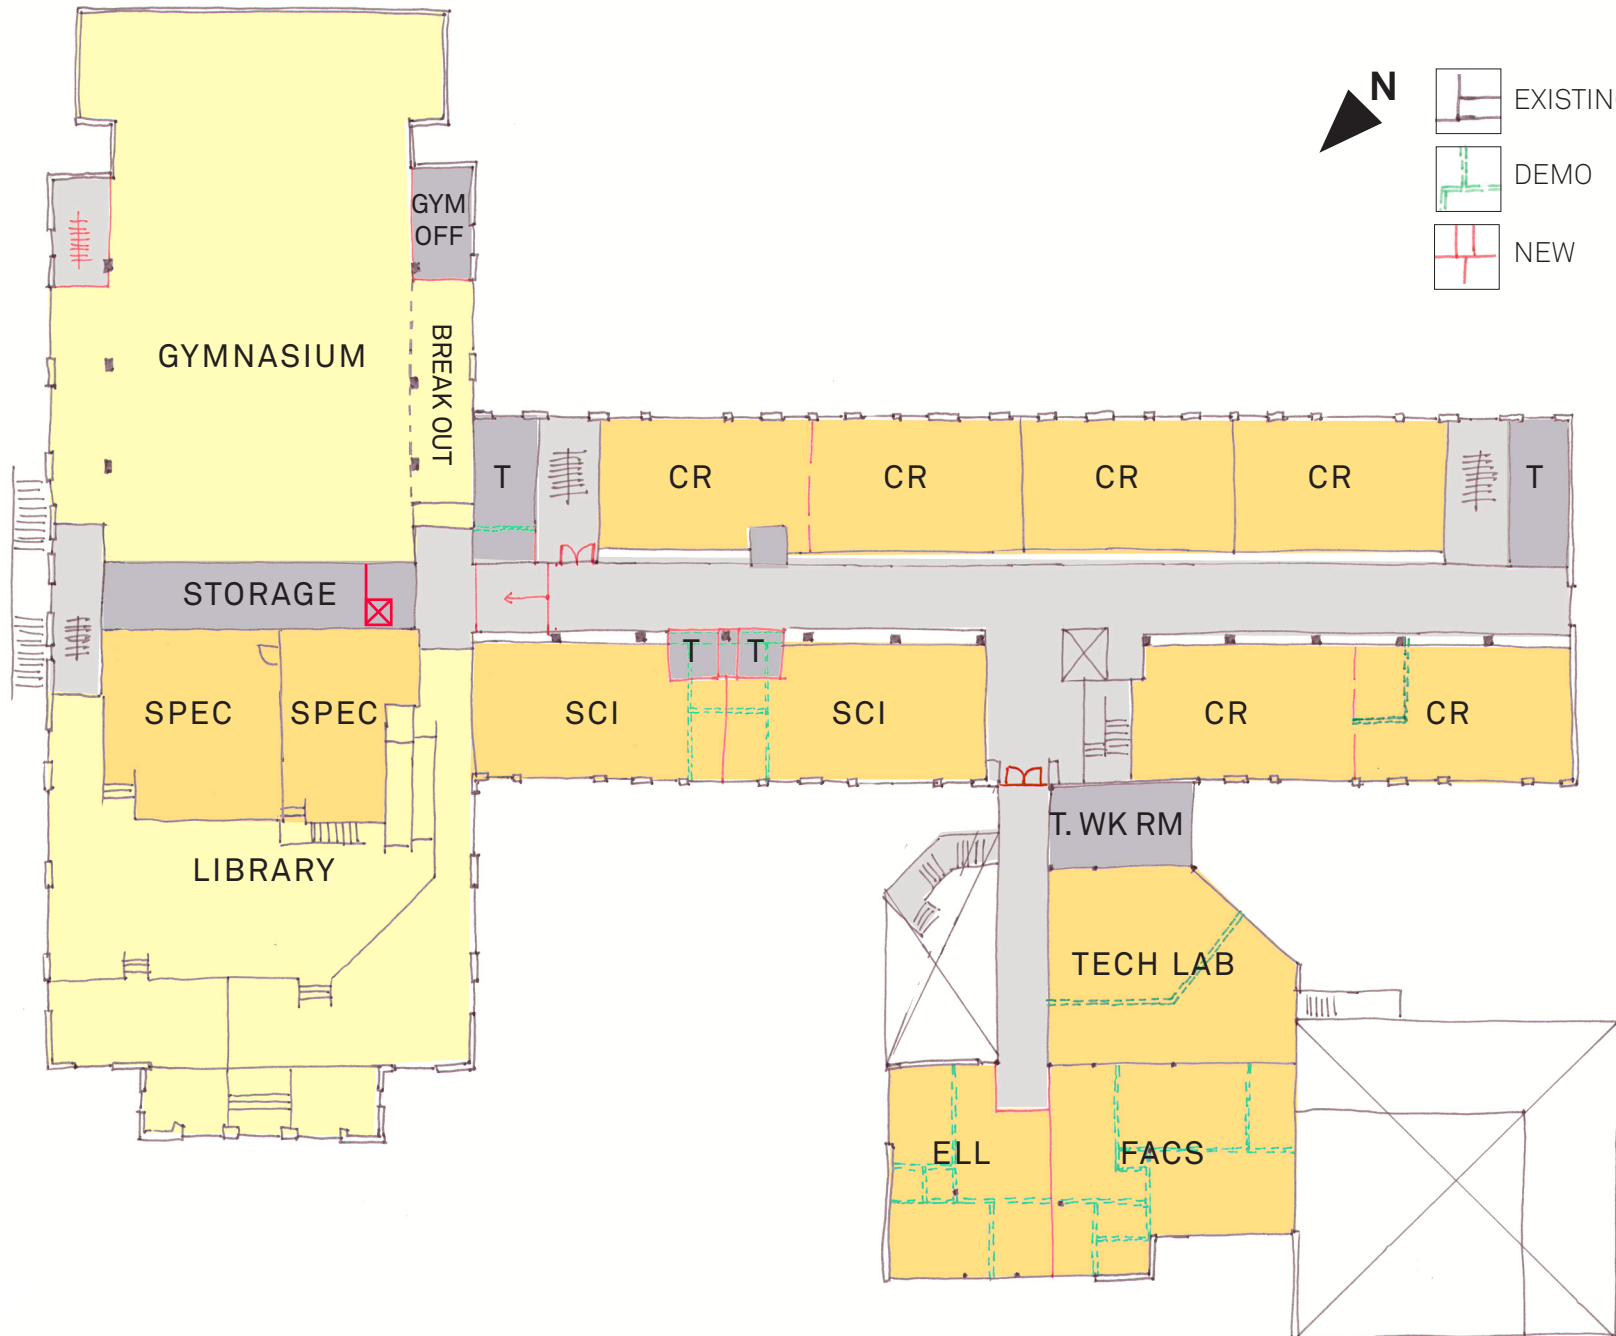 N
EXISTIN
DEMO
NEW
GYM
OFF
GYMNASIUM
BREAK OUT
T
CR
CR
CR
CR
T
STORAGE
T
T
SPEC
SPEC
SCI
SCI
CR
CR
T. WK RM
LIBRARY
TECH LAB
ELL
FACS